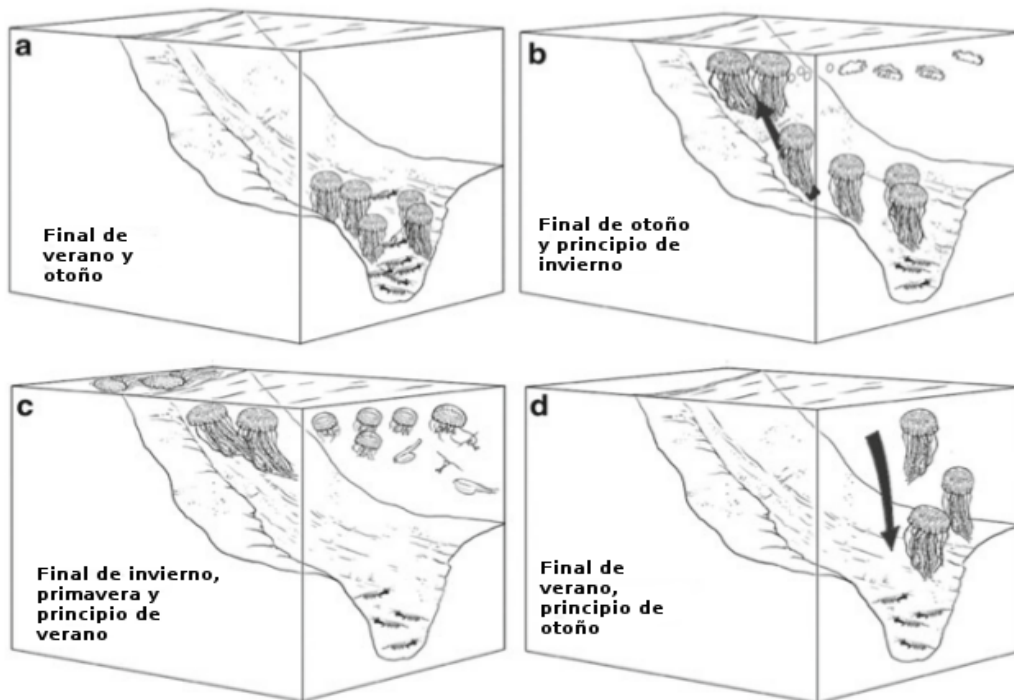 a
Final de
verano y
otoño
b
Final de otoño
y principio de
invierno
c
Final de invierno,
primavera y
principio de
verano
d
Final de
verano,
principio de
otoño